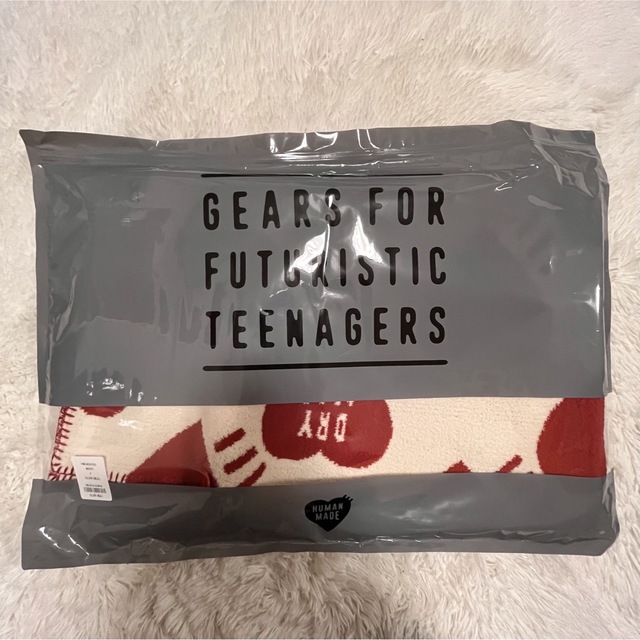 GEARS FOR
FUTURISTIC
TEENAGERS
DRY
HUMAN
MADE